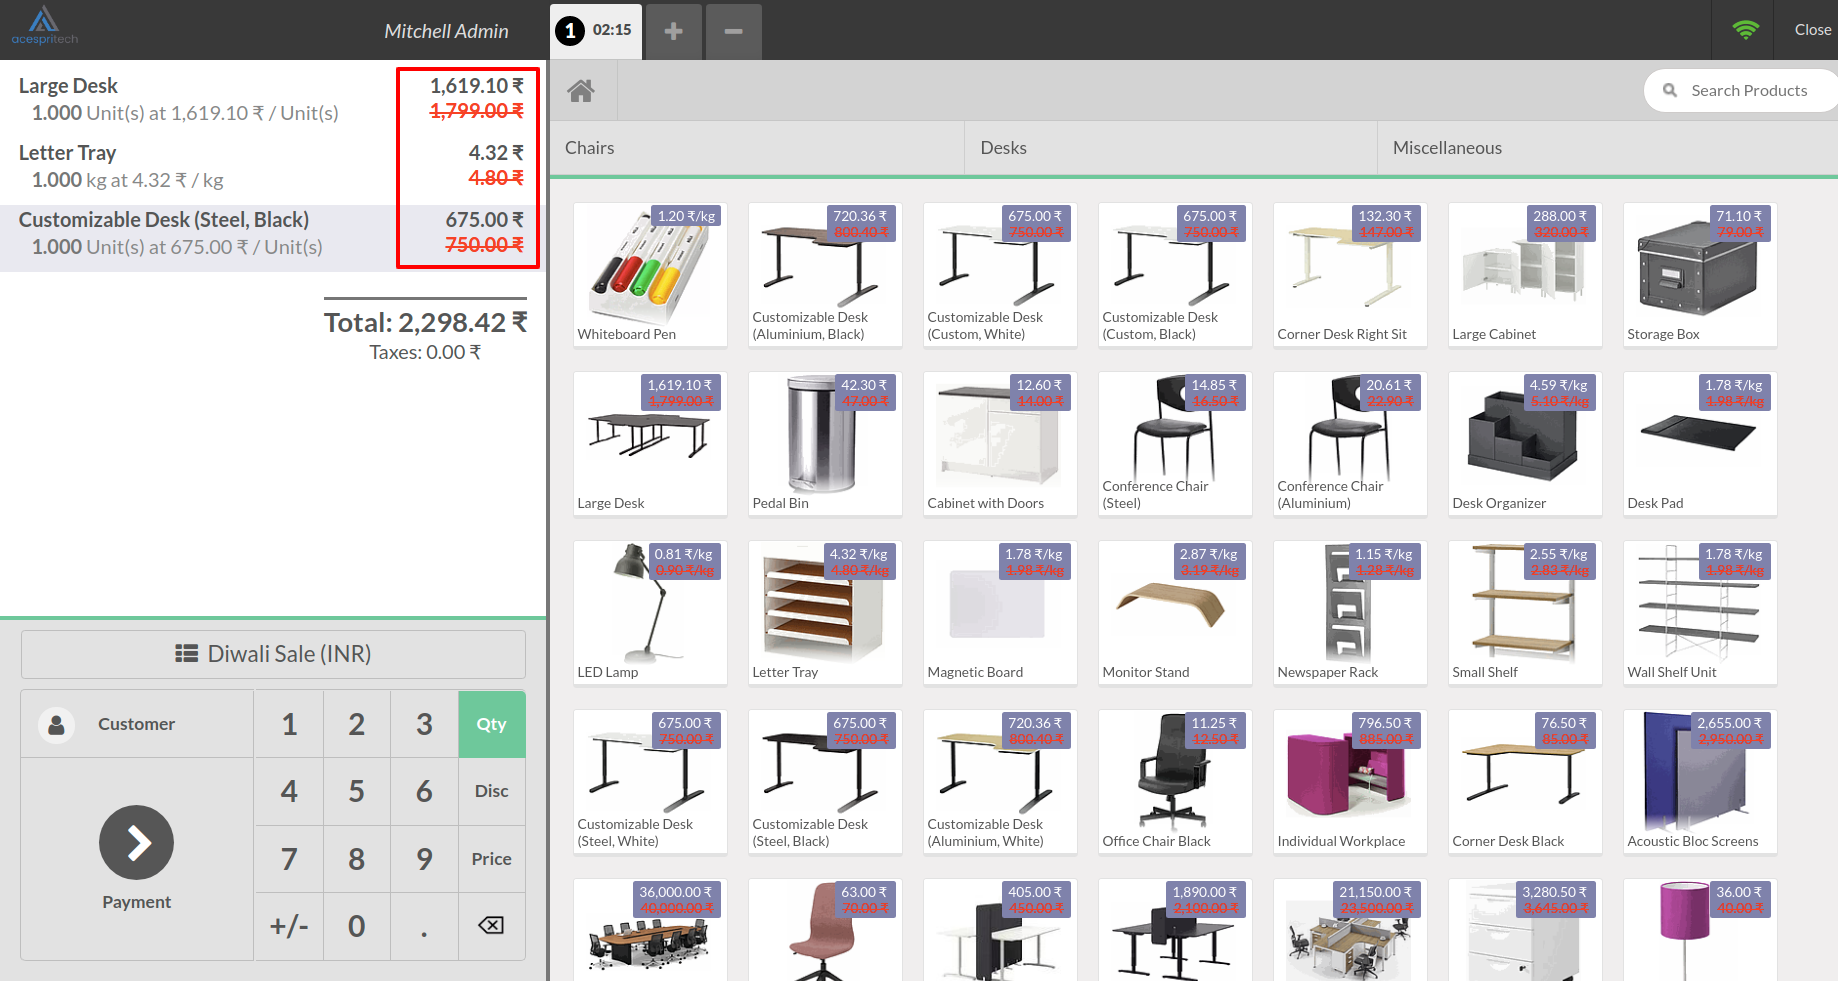 acespritech
Mitchell Admin
1 02:15
Close
Large Desk 1,619.10 ₹
1.000 Unit(s) at 1,619.10 ₹ / Unit(s) 1,799.00 ₹
Letter Tray 4.32 ₹
1.000 kg at 4.32 ₹ / kg 4.80 ₹
Customizable Desk (Steel, Black) 675.00 ₹
1.000 Unit(s) at 675.00 ₹ / Unit(s) 750.00 ₹
Total: 2,298.42 ₹
Taxes: 0.00 ₹
Diwali Sale (INR)
Customer
Payment
1 2 3 Qty
4 5 6 Disc
7 8 9 Price
+/- 0 .
Search Products
Chairs Desks Miscellaneous
1.20 ₹/kg
Whiteboard Pen
720.36 ₹
800.40 ₹
Customizable Desk
(Aluminium, Black)
675.00 ₹
750.00 ₹
Customizable Desk
(Custom, White)
675.00 ₹
750.00 ₹
Customizable Desk
(Custom, Black)
132.30 ₹
147.00 ₹
Corner Desk Right Sit
288.00 ₹
320.00 ₹
Large Cabinet
71.10 ₹
79.00 ₹
Storage Box
1,619.10 ₹
1,799.00 ₹
Large Desk
42.30 ₹
47.00 ₹
Pedal Bin
12.60 ₹
14.00 ₹
Cabinet with Doors
14.85 ₹
16.50 ₹
Conference Chair
(Steel)
20.61 ₹
22.90 ₹
Conference Chair
(Aluminium)
4.59 ₹/kg
5.10 ₹/kg
Desk Organizer
1.78 ₹/kg
1.98 ₹/kg
Desk Pad
0.81 ₹/kg
0.90 ₹/kg
LED Lamp
4.32 ₹/kg
4.80 ₹/kg
Letter Tray
1.78 ₹/kg
1.98 ₹/kg
Magnetic Board
2.87 ₹/kg
3.19 ₹/kg
Monitor Stand
1.15 ₹/kg
1.28 ₹/kg
Newspaper Rack
2.55 ₹/kg
2.83 ₹/kg
Small Shelf
1.78 ₹/kg
1.98 ₹/kg
Wall Shelf Unit
675.00 ₹
750.00 ₹
Customizable Desk
(Steel, White)
675.00 ₹
750.00 ₹
Customizable Desk
(Steel, Black)
720.36 ₹
800.40 ₹
Customizable Desk
(Aluminium, White)
11.25 ₹
12.50 ₹
Office Chair Black
796.50 ₹
885.00 ₹
Individual Workplace
76.50 ₹
85.00 ₹
Corner Desk Black
2,655.00 ₹
2,950.00 ₹
Acoustic Bloc Screens
36,000.00 ₹
40,000.00 ₹
63.00 ₹
70.00 ₹
405.00 ₹
450.00 ₹
1,890.00 ₹
2,100.00 ₹
21,150.00 ₹
23,500.00 ₹
3,280.50 ₹
3,645.00 ₹
36.00 ₹
40.00 ₹